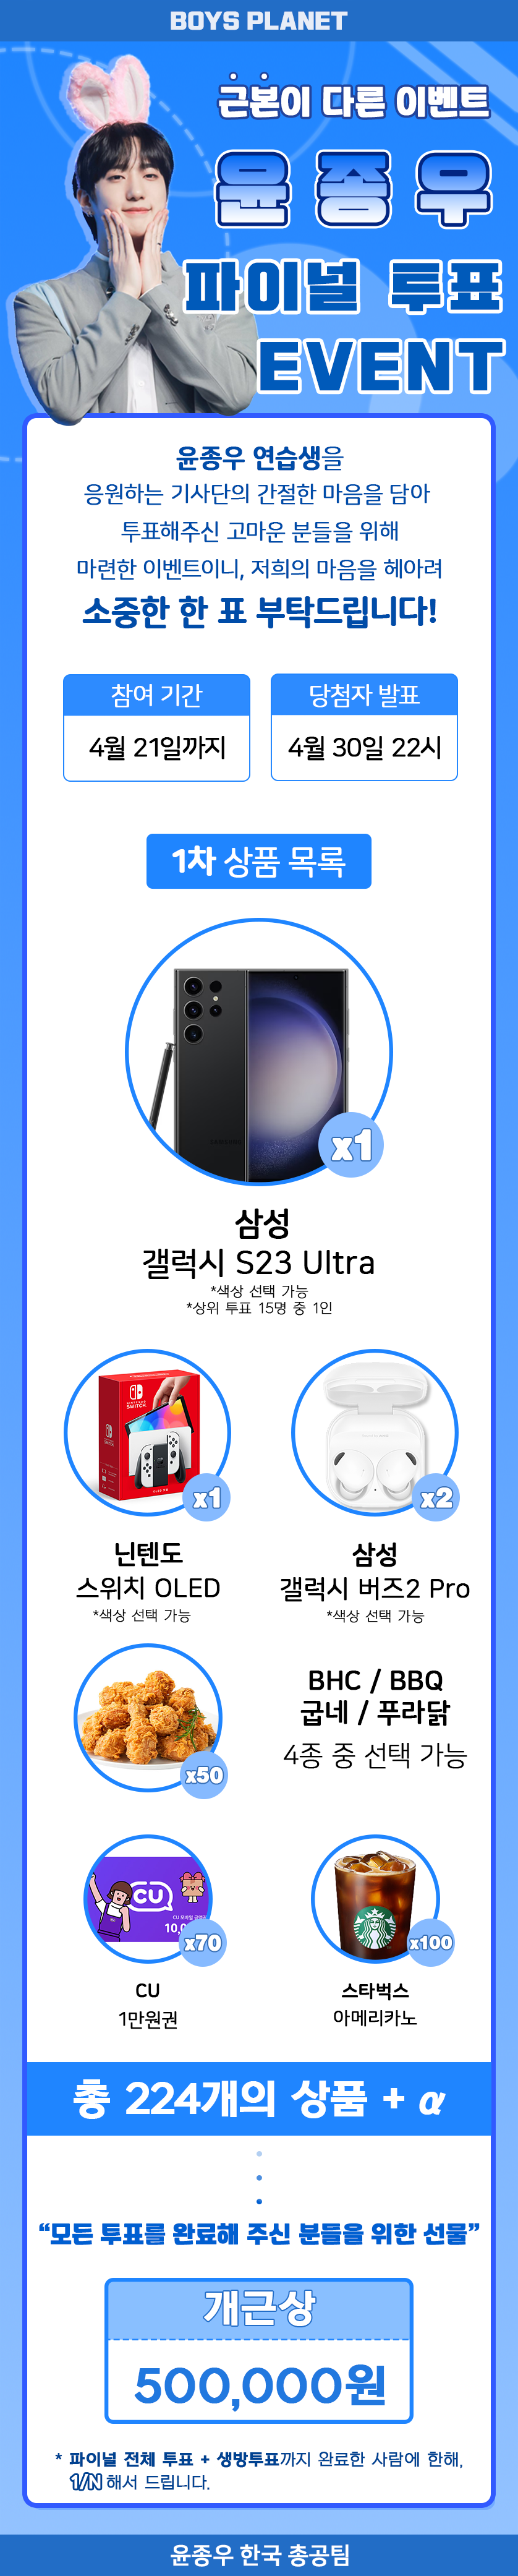 BOYS PLANET
근본이 다른 이벤트
윤종우
파이널 투표
EVENT
윤종우 연습생을
응원하는 기사단의 간절한 마음을 담아
투표해주신 고마운 분들을 위해
마련한 이벤트이니, 저희의 마음을 헤아려
소중한 한 표 부탁드립니다!
참여 기간
4월 21일까지
당첨자 발표
4월 30일 22시
1차 상품 목록
SAMSUNG
x1
삼성
갤럭시 S23 Ultra
*색상 선택 가능
*상위 투표 15명 중 1인
NINTENDO
SWITCH
x1
x2
닌텐도
스위치 OLED
*색상 선택 가능
삼성
갤럭시 버즈2 Pro
*색상 선택 가능
x50
BHC / BBQ
굽네 / 푸라닭
4종 중 선택 가능
CU
CU 모바일
10,0
x70
x100
CU
1만원권
스타벅스
아메리카노
총 224개의 상품 + α
“모든 투표를 완료해 주신 분들을 위한 선물”
개근상
500,000원
* 파이널 전체 투표 + 생방투표까지 완료한 사람에 한해,
1/N 해서 드립니다.
윤종우 한국 총공팀